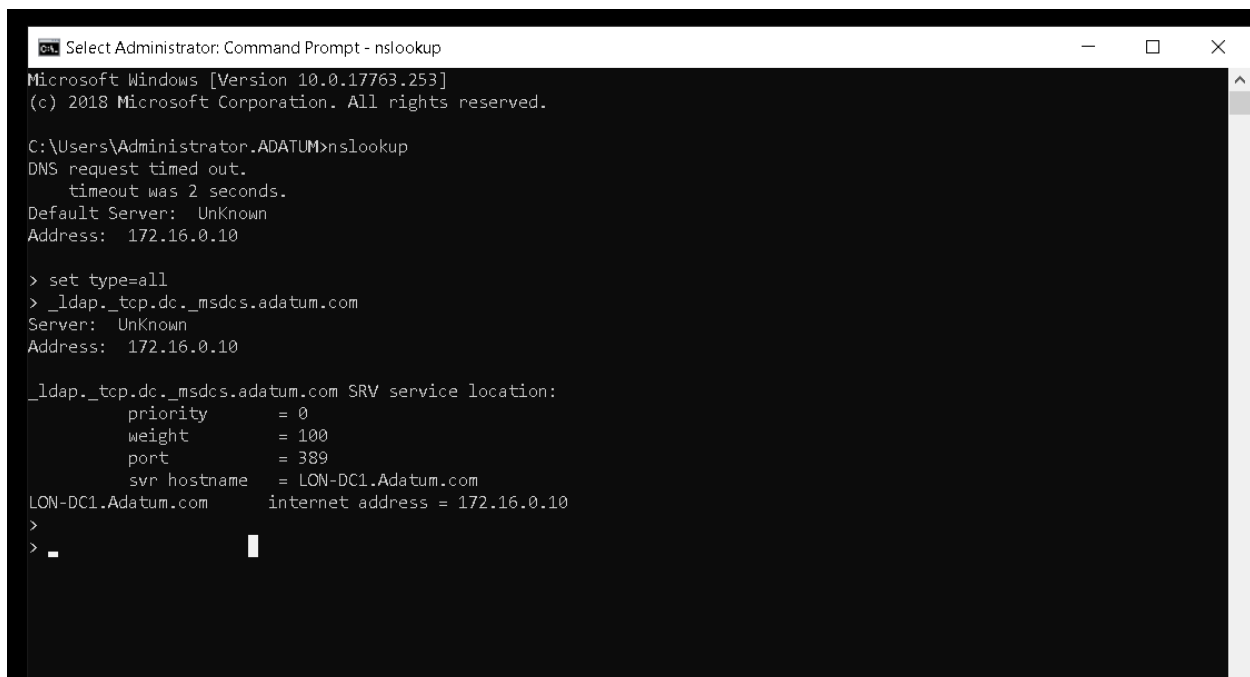 Select Administrator: Command Prompt - nslookup
Microsoft Windows [Version 10.0.17763.253]
(c) 2018 Microsoft Corporation. All rights reserved.
C:\Users\Administrator.ADATUM>nslookup
DNS request timed out.
    timeout was 2 seconds.
Default Server:  UnKnown
Address:  172.16.0.10
> set type=all
> _ldap._tcp.dc._msdcs.adatum.com
Server:  UnKnown
Address:  172.16.0.10
_ldap._tcp.dc._msdcs.adatum.com SRV service location:
          priority       = 0
          weight         = 100
          port           = 389
          svr hostname   = LON-DC1.Adatum.com
LON-DC1.Adatum.com      internet address = 172.16.0.10
>
>